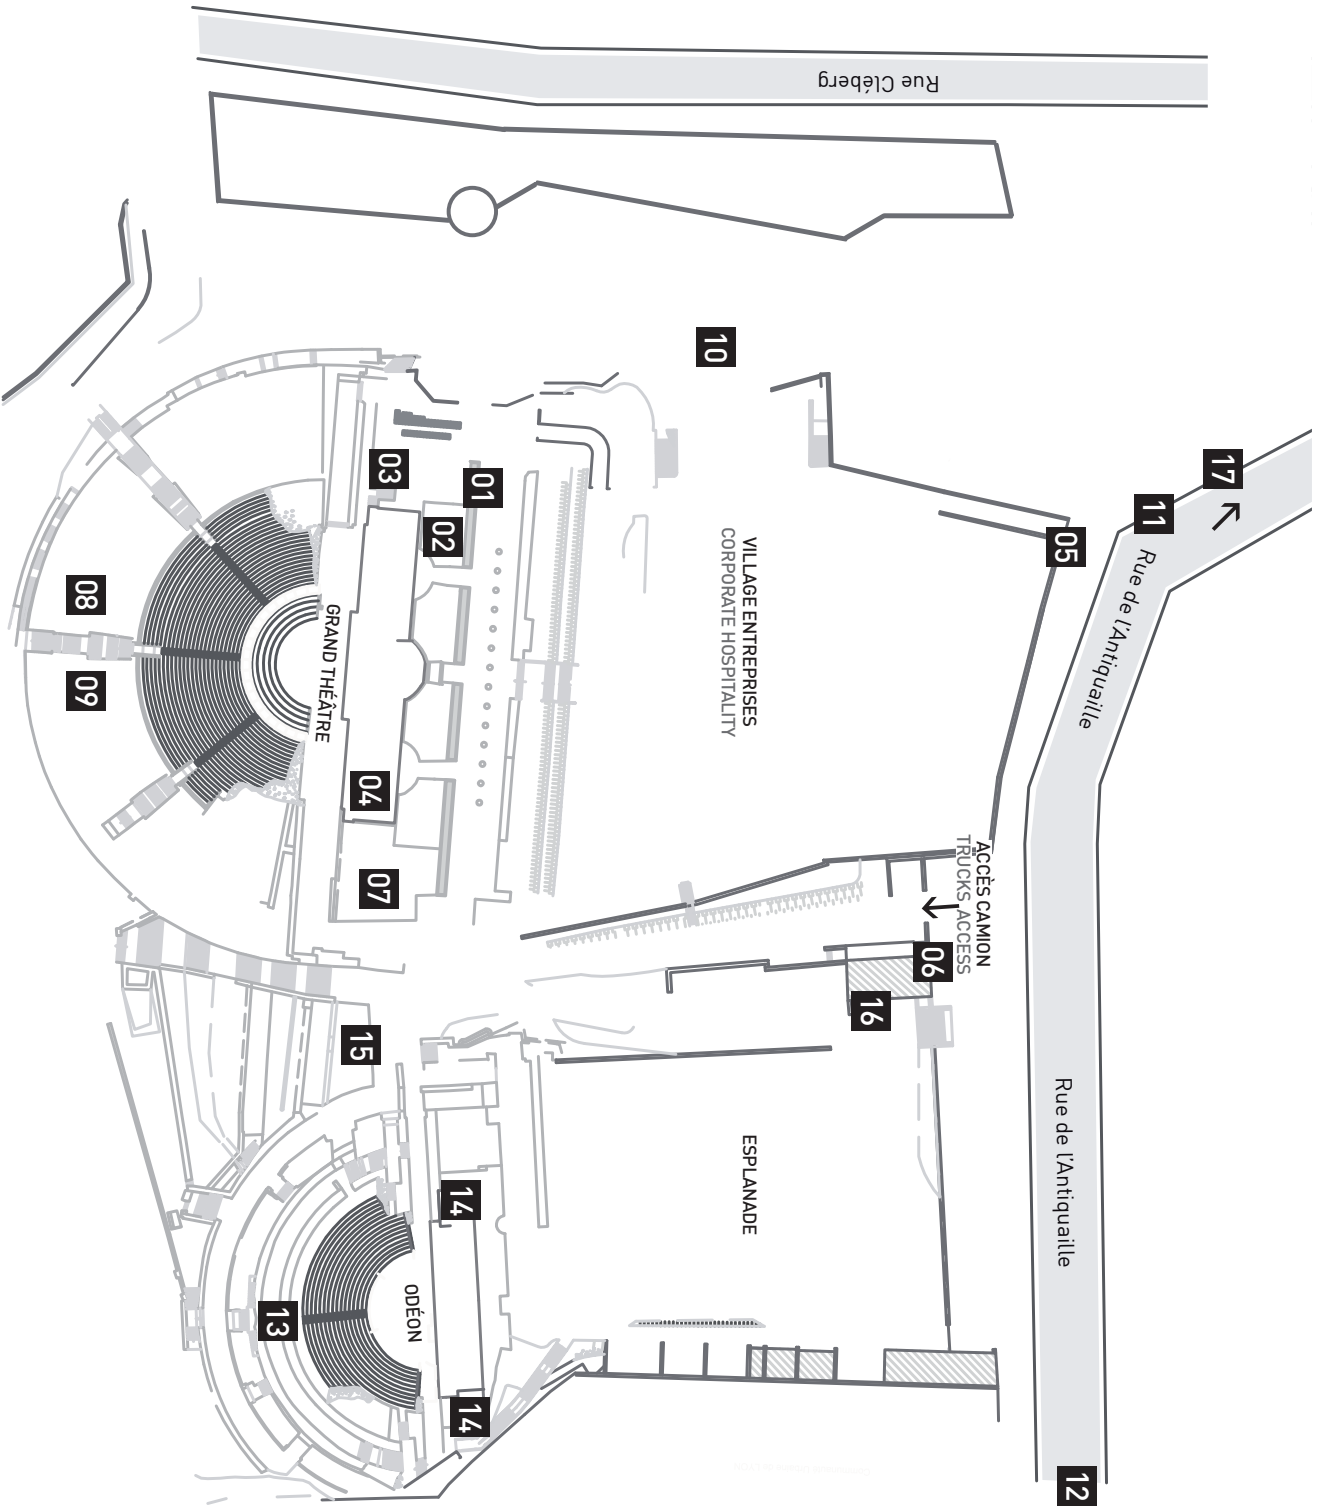 Rue Cléberg
10
17
11
Rue de l'Antiquaille
05
03
01
02
08
09
GRAND THÉÂTRE
04
07
VILLAGE ENTREPRISES
CORPORATE HOSPITALITY
ACCÈS CAMION
TRUCKS ACCESS
06
16
15
ESPLANADE
Rue de l'Antiquaille
14
ODÉON
13
14
12